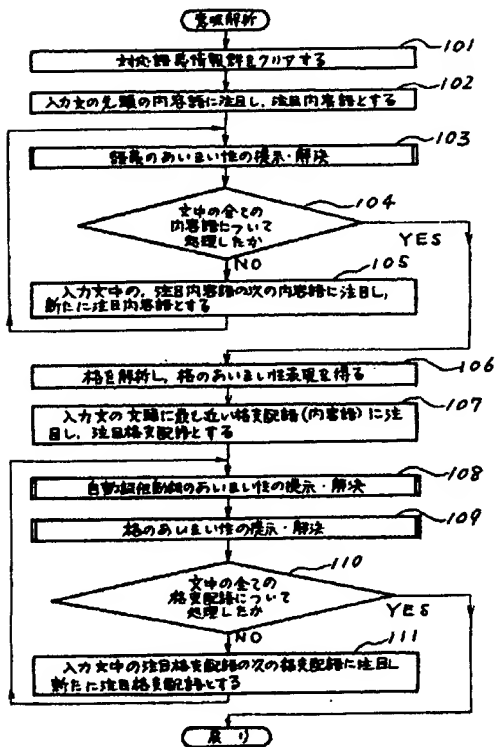 意味解析
101
対応語義情報群をクリアする
102
入力文の先頭の内容語に注目し、注目内容語とする
103
語義のあいまい性の提示・解決
104
文中の全ての
内容語について
処理したか
YES
NO
105
入力文中の、注目内容語の次の内容語に注目し、
新たに注目内容語とする
106
格を解析し、格のあいまい性表現を得る
107
入力文の文頭に最も近い格支配語(内容語)に注
目し、注目格支配語とする
108
自動詞他動詞のあいまい性の提示・解決
109
格のあいまい性の提示・解決
110
文中の全ての
格支配語について
処理したか
YES
NO
111
入力文中の注目格支配語の次の格支配語に注目し
新たに注目格支配語とする
戻り